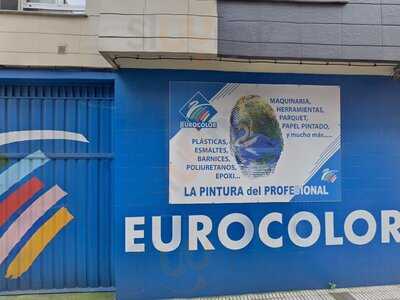 EUROCOLOR
MAQUINARIA,
HERRAMIENTAS,
PARQUET,
PAPEL PINTADO,
y mucho más.....
PLÁSTICAS,
ESMALTES,
BARNICES,
POLIURETANOS,
EPOXI...
LA PINTURA del PROFESIONAL
EUROCOLOR